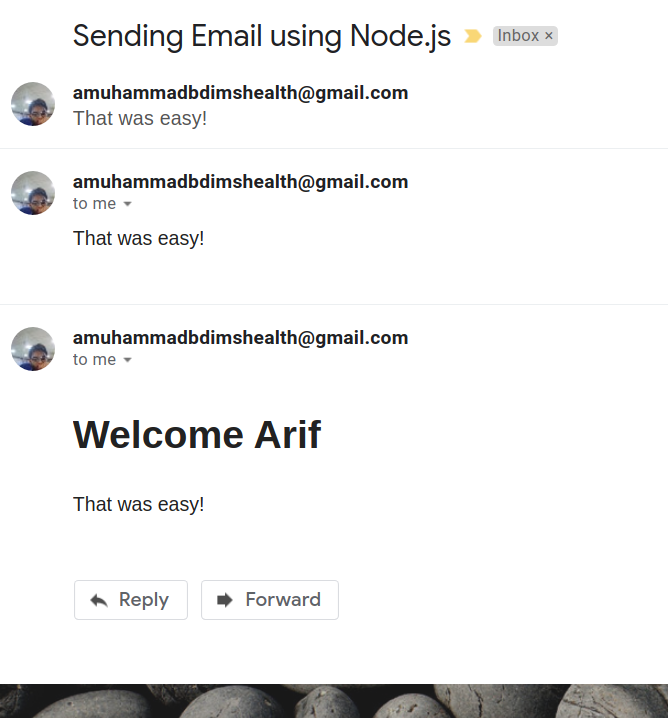 Sending Email using Node.js Inbox ×
amuhammadbdimshealth@gmail.com
That was easy!
amuhammadbdimshealth@gmail.com
to me
That was easy!
amuhammadbdimshealth@gmail.com
to me
Welcome Arif
That was easy!
Reply Forward